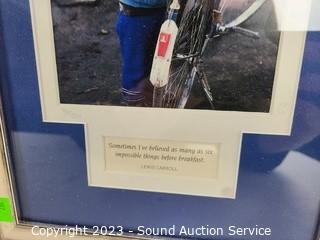 Sometimes I've believed as many as six
impossible things before breakfast.
LEWIS CARROLL
Copyright 2023 - Sound Auction Service